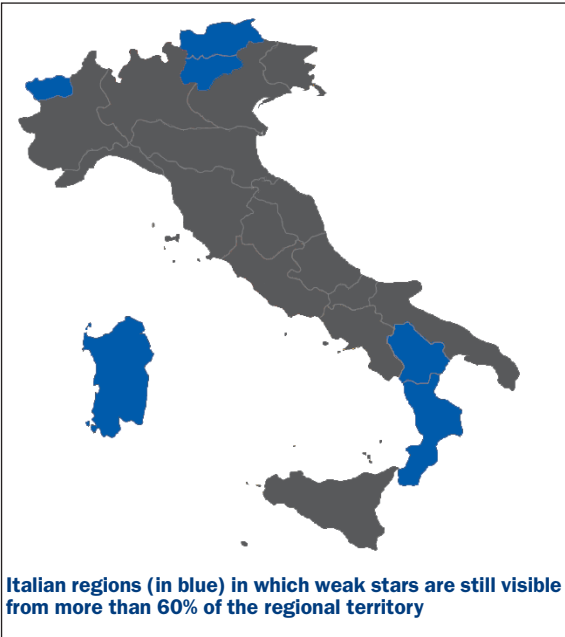 Italian regions (in blue) in which weak stars are still visible
from more than 60% of the regional territory